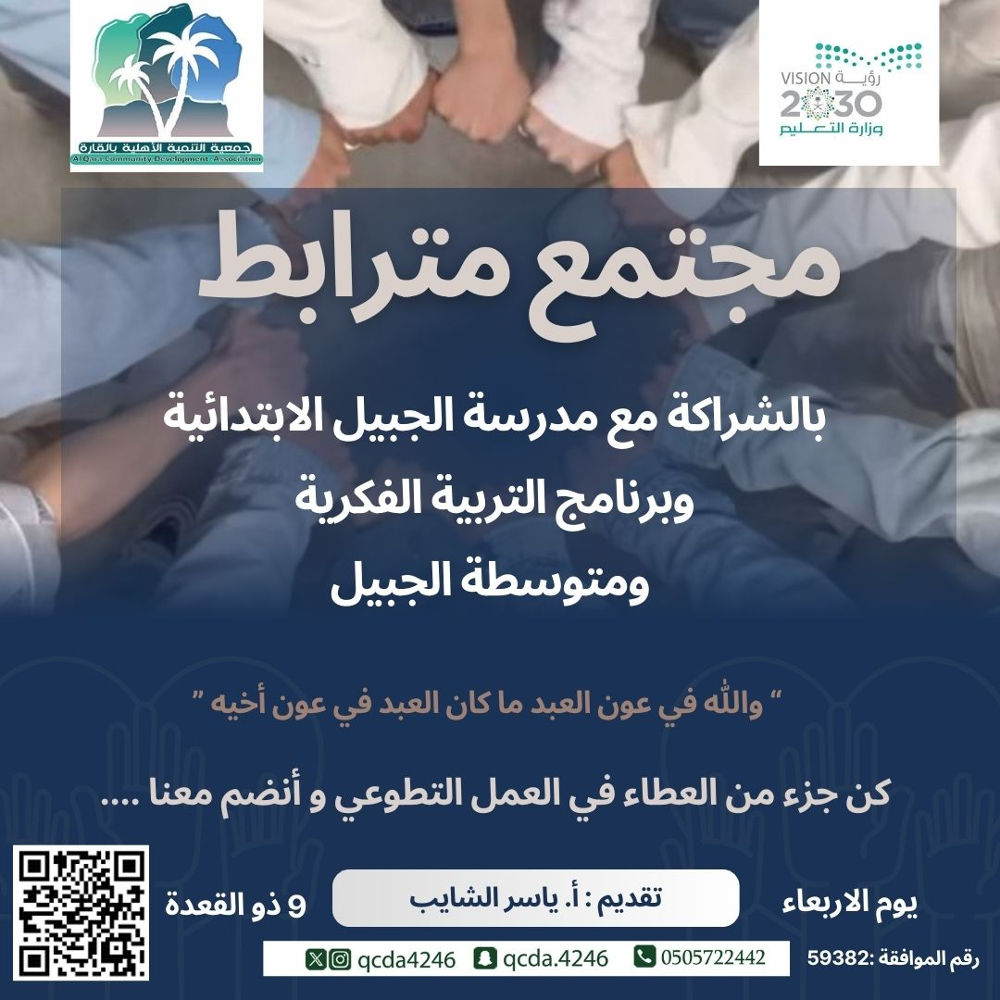 جمعية التنمية الأهلية بالقارة
Al Qara Community Development Association
VISION رؤيــة
2030
وزارة التعـليم
مجتمع مترابط
بالشراكة مع مدرسة الجبيل الابتدائية
وبرنامج التربية الفكرية
ومتوسطة الجبيل
“ والله في عون العبد ما كان العبد في عون أخيه ”
كن جزء من العطاء في العمل التطوعي و أنضم معنا ....
يوم الاربعاء
تقديم : أ. ياسر الشايب
9 ذو القعدة
رقم الموافقة :59382
qcda4246 qcda.4246 0505722442